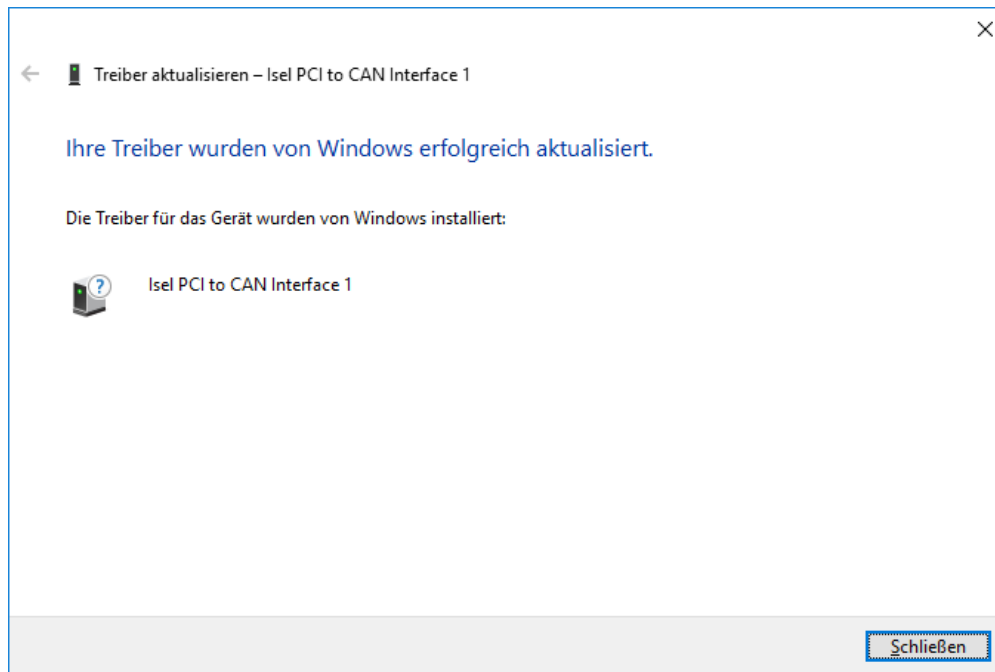 Treiber aktualisieren – Isel PCI to CAN Interface 1
Ihre Treiber wurden von Windows erfolgreich aktualisiert.
Die Treiber für das Gerät wurden von Windows installiert:
Isel PCI to CAN Interface 1
Schließen